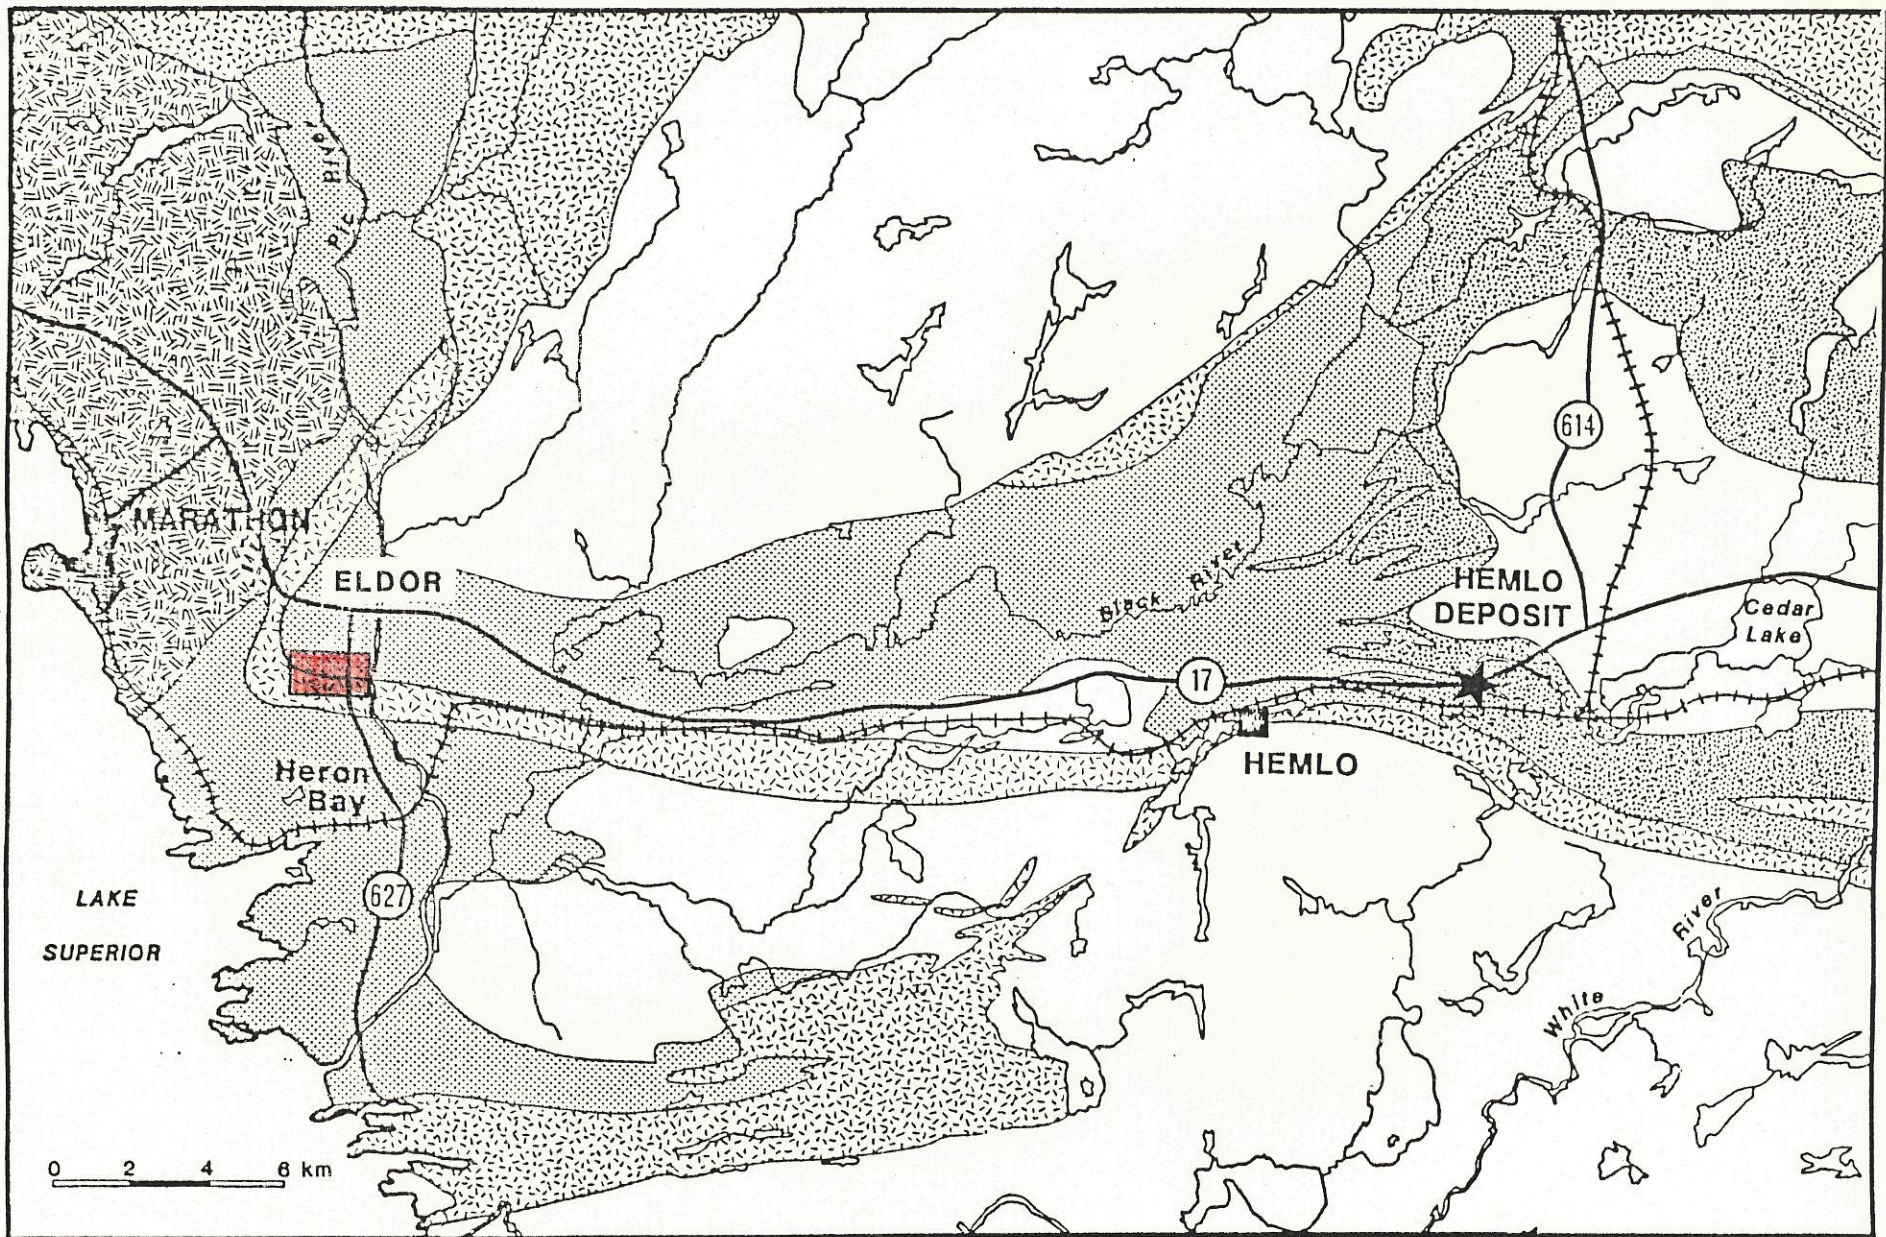 Pic River
614
MARATHON
ELDOR
Black River
HEMLO
DEPOSIT
Cedar
Lake
17
HEMLO
Heron
Bay
627
LAKE
SUPERIOR
White River
0 2 4 6 km